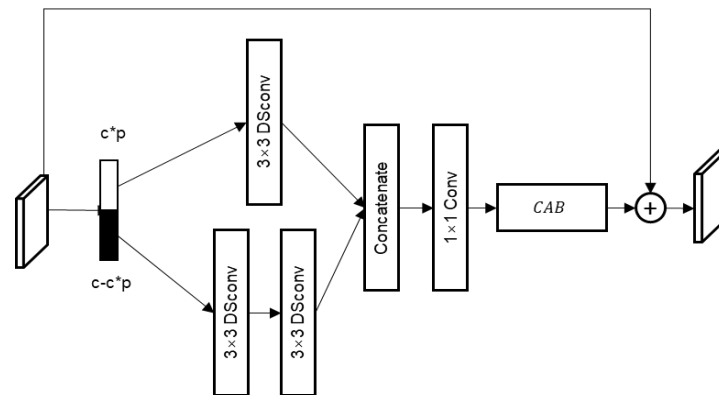 3×3 DSconv
c*p
Concatenate
1×1 Conv
CAB
+
c-c*p
3×3 DSconv
3×3 DSconv